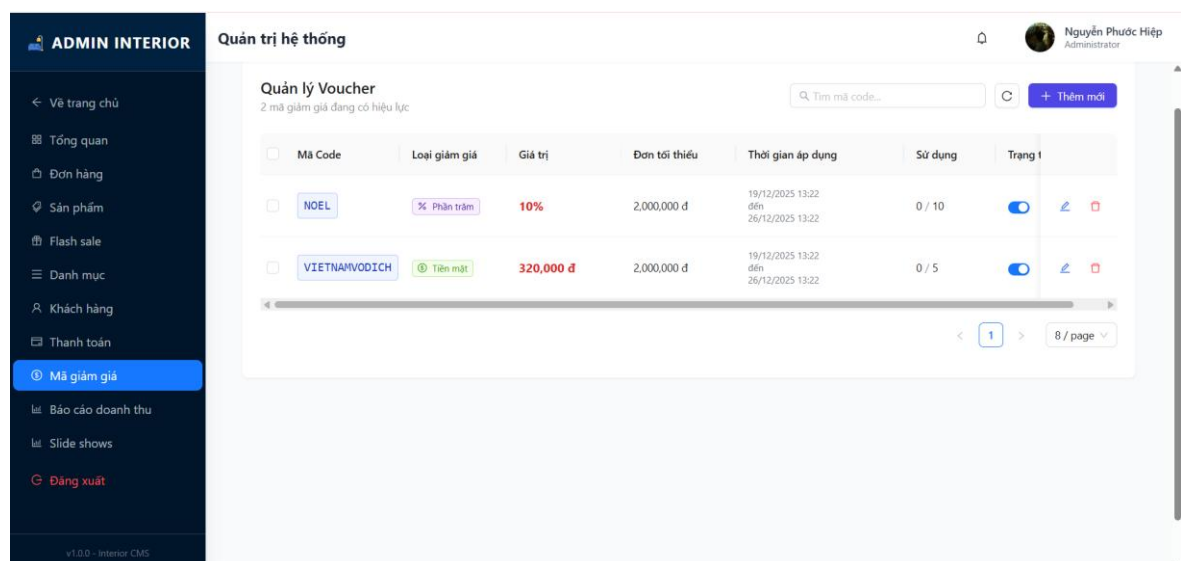 ADMIN INTERIOR
Quản trị hệ thống
Nguyễn Phước Hiệp
Administrator
Về trang chủ
Tổng quan
Đơn hàng
Sản phẩm
Flash sale
Danh mục
Khách hàng
Thanh toán
Mã giảm giá
Báo cáo doanh thu
Slide shows
Đăng xuất
v1.0.0 - Interior CMS
Quản lý Voucher
2 mã giảm giá đang có hiệu lực
Tìm mã code...
+ Thêm mới
Mã Code Loại giảm giá Giá trị Đơn tối thiểu Thời gian áp dụng Sử dụng Trạng t
NOEL % Phần trăm 10% 2,000,000 đ 19/12/2025 13:22 0 / 10
đến
26/12/2025 13:22
VIETNAMVODICH Tiền mặt 320,000 đ 2,000,000 đ 19/12/2025 13:22 0 / 5
đến
26/12/2025 13:22
< 1 > 8 / page